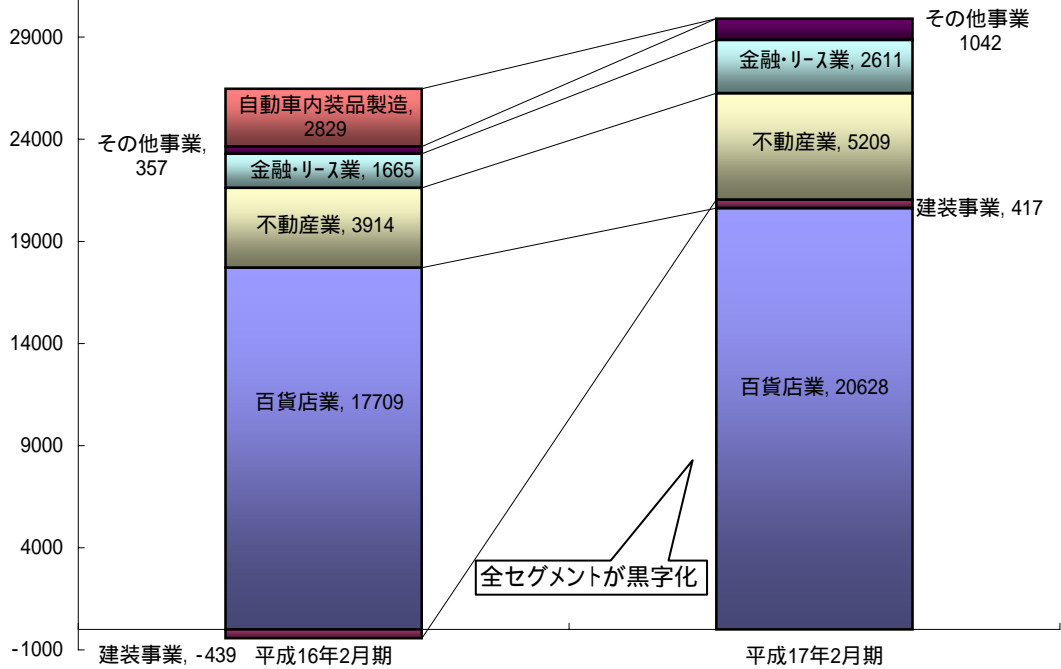 29000
24000
19000
14000
9000
4000
-1000
自動車内装品製造,
2829
その他事業,
357
金融・リース業, 1665
不動産業, 3914
百貨店業, 17709
建装事業, -439
平成16年2月期
その他事業
1042
金融・リース業, 2611
不動産業, 5209
建装事業, 417
百貨店業, 20628
全セグメントが黒字化
平成17年2月期